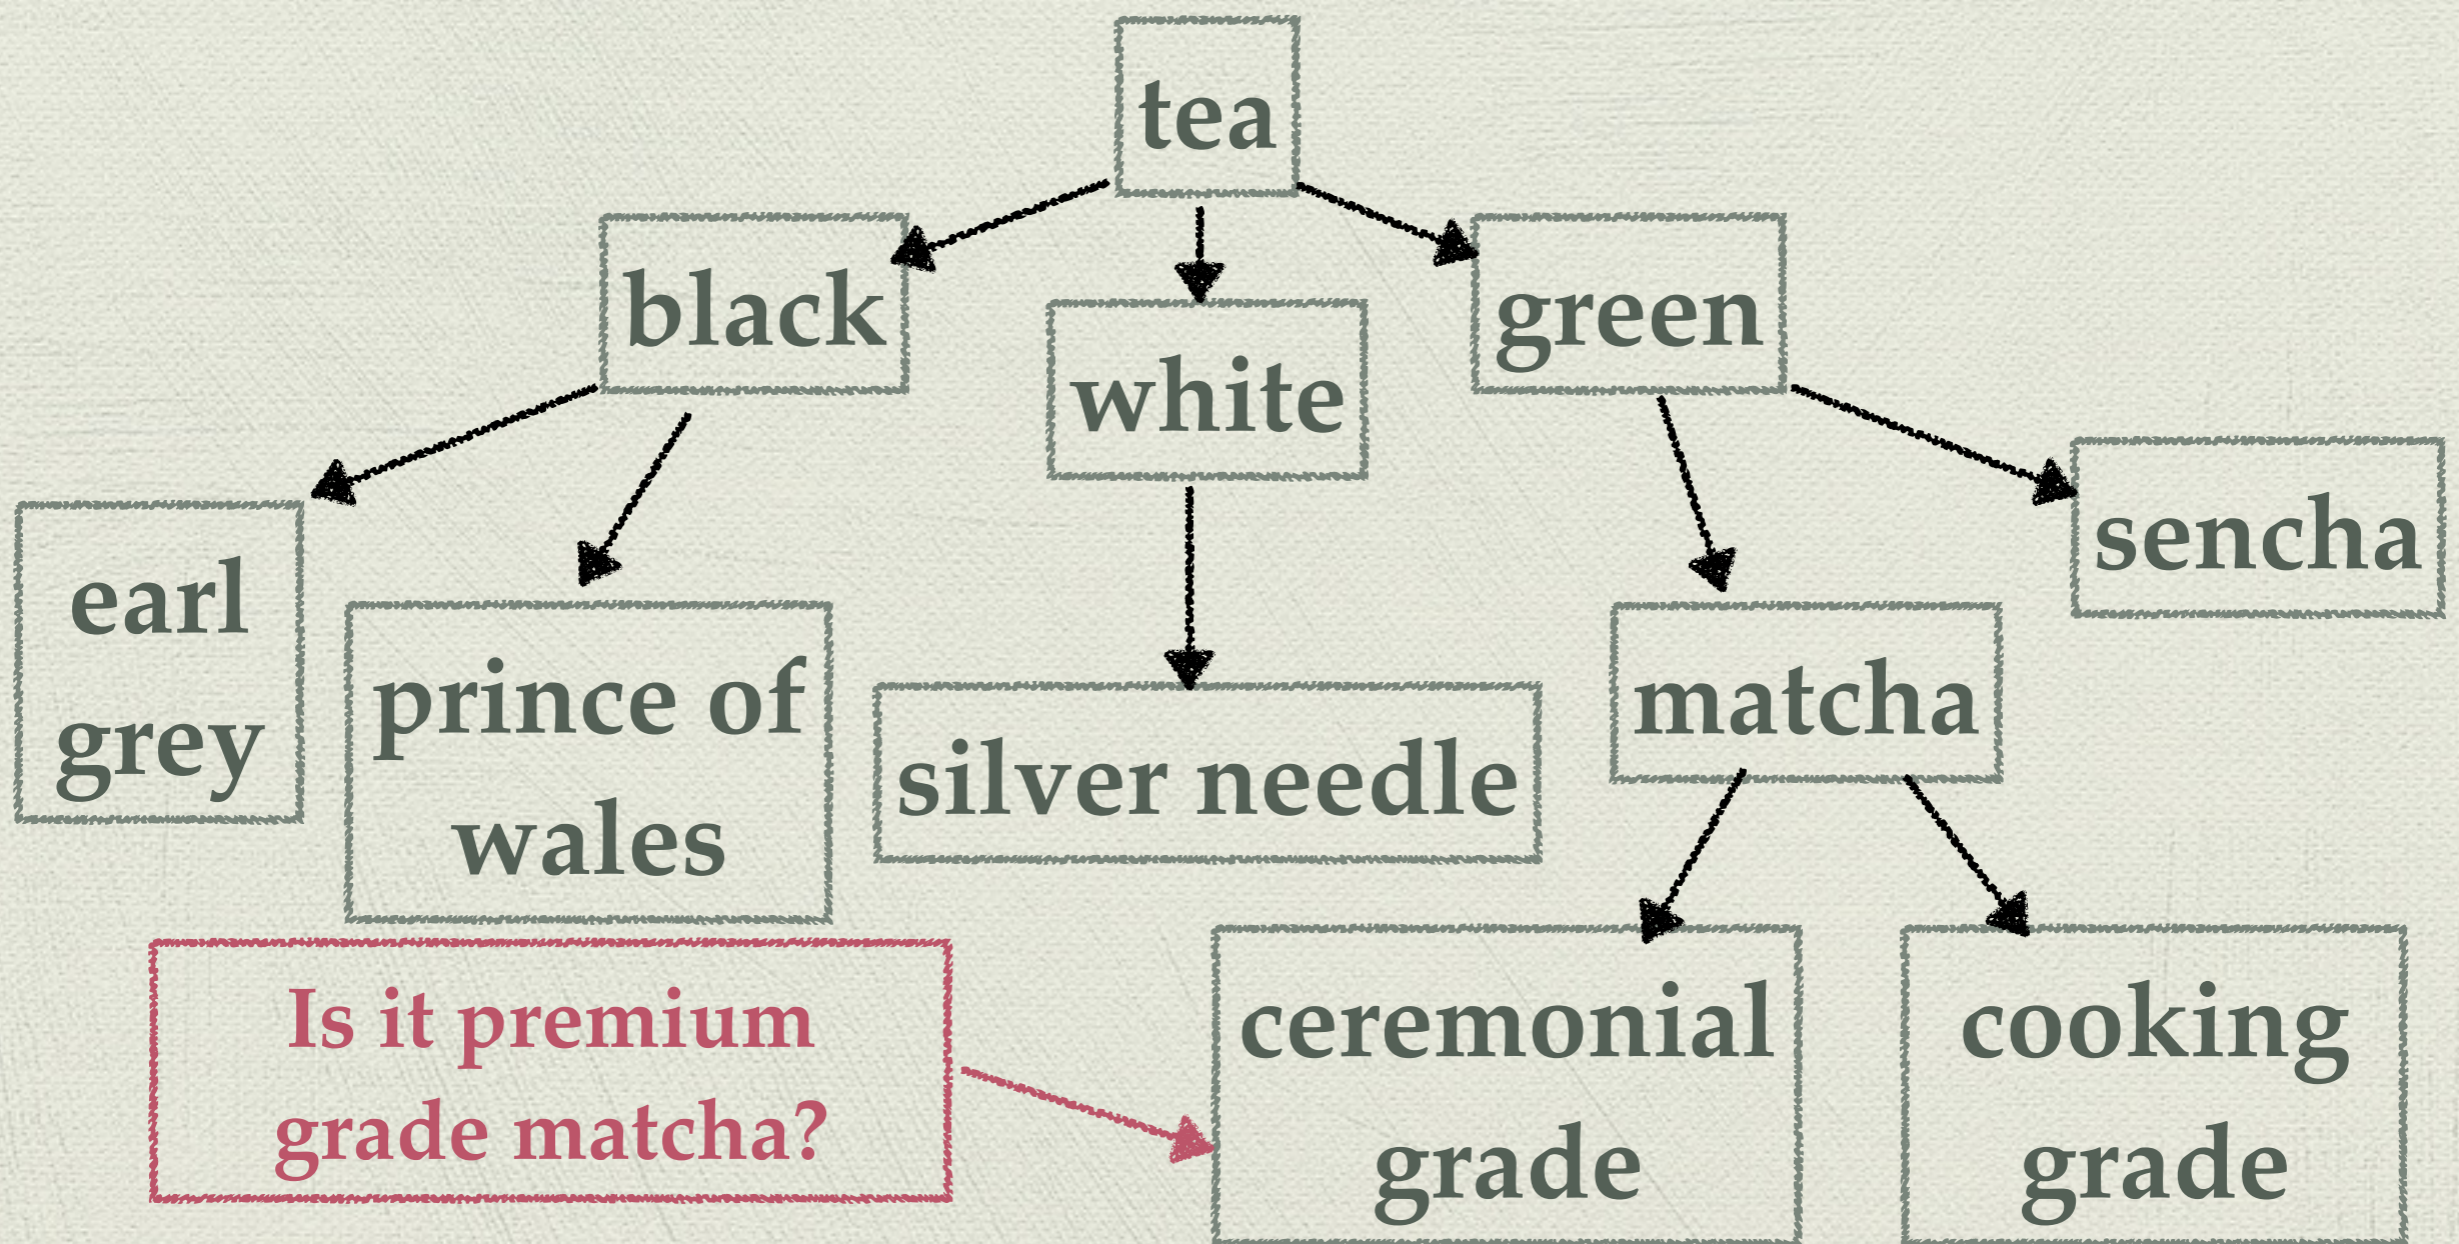 tea
black
white
green
earl
grey
prince of
wales
silver needle
matcha
sencha
Is it premium
grade matcha?
ceremonial
grade
cooking
grade